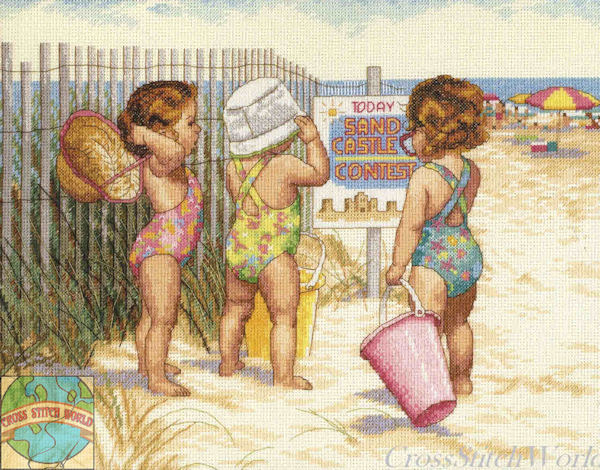 TODAY
SAND
CASTLE
CONTEST
CROSS STITCH WORLD
CrossStitchWorld